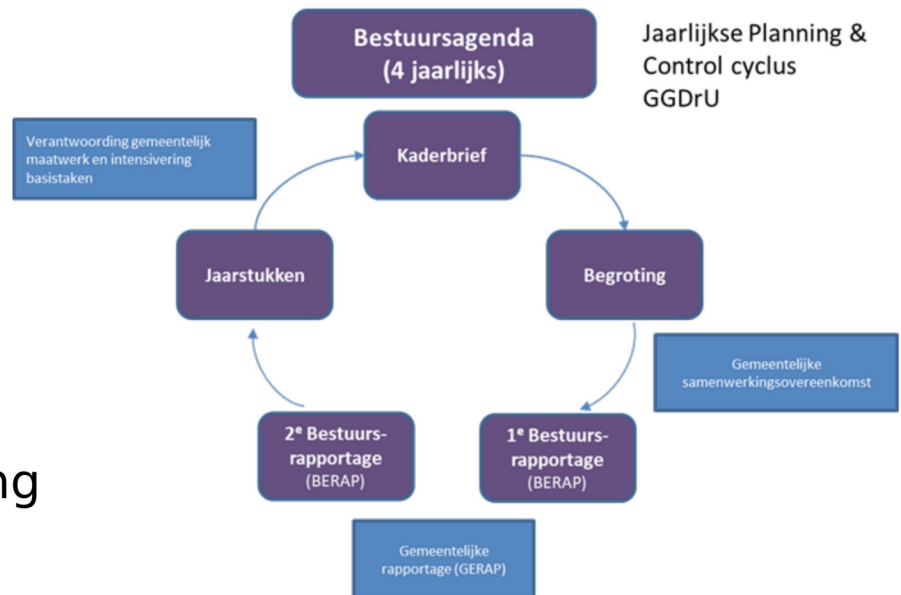 Bestuursagenda
(4 jaarlijks)
Jaarlijkse Planning &
Control cyclus
GGDrU
Verantwoording gemeentelijk
maatwerk en intensivering
basistaken
Kaderbrief
Jaarstukken
Begroting
Gemeentelijke
samenwerkingsovereenkomst
2e Bestuurs-
rapportage
(BERAP)
1e Bestuurs-
rapportage
(BERAP)
ng
Gemeentelijke
rapportage (GERAP)